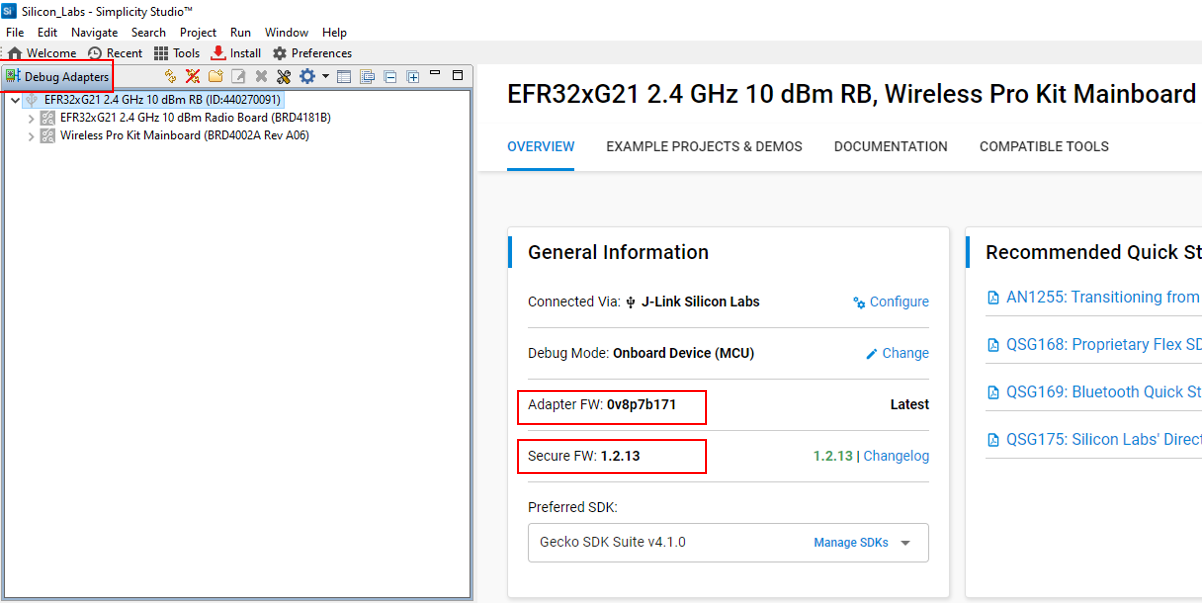 Silicon_Labs - Simplicity Studio™
File Edit Navigate Search Project Run Window Help
Welcome Recent Tools Install Preferences
Debug Adapters
EFR32xG21 2.4 GHz 10 dBm RB (ID:440270091)
EFR32xG21 2.4 GHz 10 dBm Radio Board (BRD4181B)
Wireless Pro Kit Mainboard (BRD4002A Rev A06)
EFR32xG21 2.4 GHz 10 dBm RB, Wireless Pro Kit Mainboard
OVERVIEW EXAMPLE PROJECTS & DEMOS DOCUMENTATION COMPATIBLE TOOLS
General Information
Connected Via: J-Link Silicon Labs Configure
Debug Mode: Onboard Device (MCU) Change
Adapter FW: 0v8p7b171 Latest
Secure FW: 1.2.13 1.2.13 | Changelog
Preferred SDK:
Gecko SDK Suite v4.1.0 Manage SDKs
Recommended Quick St
AN1255: Transitioning from
QSG168: Proprietary Flex SD
QSG169: Bluetooth Quick St
QSG175: Silicon Labs' Direct